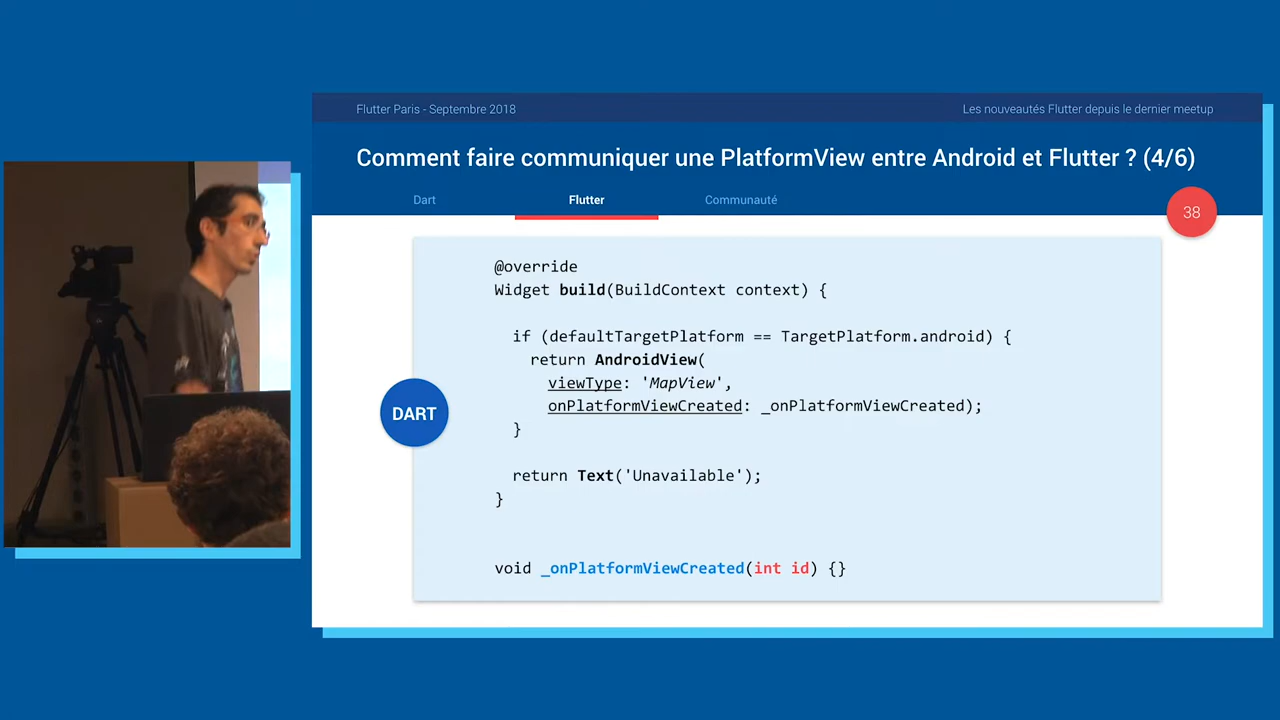 Flutter Paris - Septembre 2018
Les nouveautés Flutter depuis le dernier meetup
Comment faire communiquer une PlatformView entre Android et Flutter ? (4/6)
Dart
Flutter
Communauté
38
@override
Widget build(BuildContext context) {
if (defaultTargetPlatform == TargetPlatform.android) {
return AndroidView(
viewType: 'MapView',
onPlatformViewCreated: _onPlatformViewCreated);
}
return Text('Unavailable');
}
void _onPlatformViewCreated(int id) {}
DART